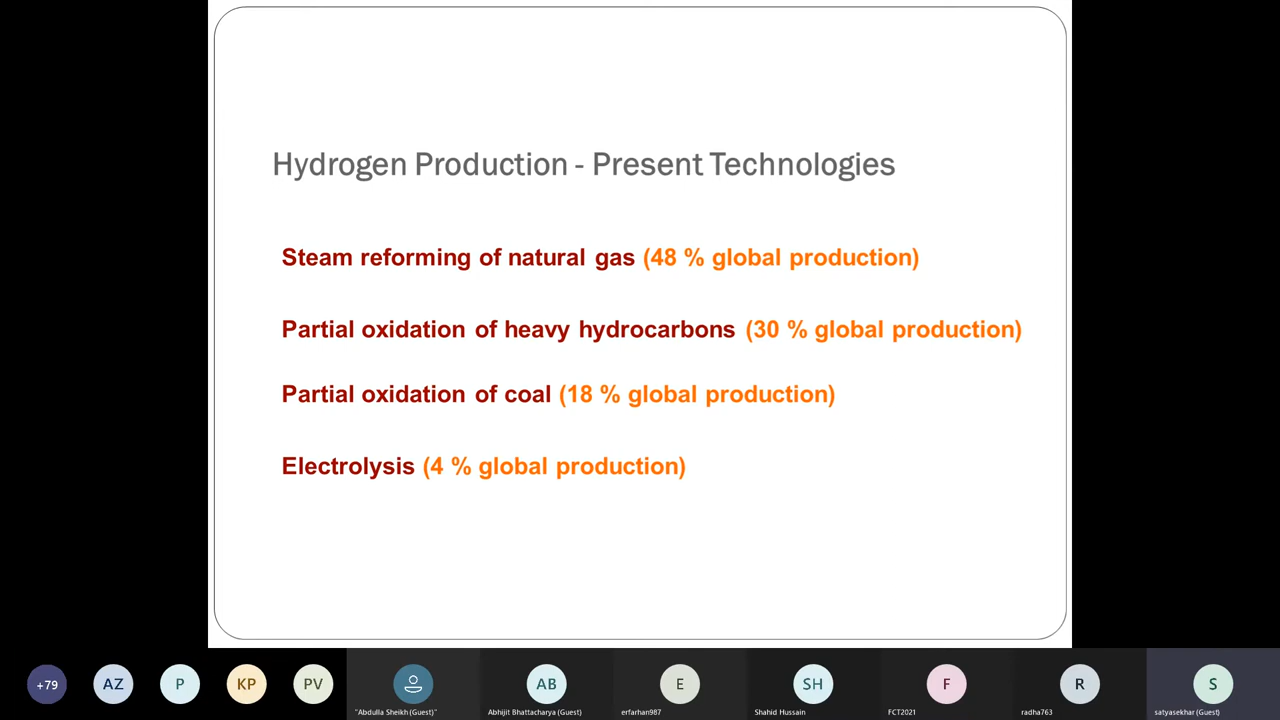 Hydrogen Production - Present Technologies
Steam reforming of natural gas (48 % global production)
Partial oxidation of heavy hydrocarbons (30 % global production)
Partial oxidation of coal (18 % global production)
Electrolysis (4 % global production)
+79
AZ
P
KP
PV
AB
E
SH
F
R
S
"Abdulla Sheikh (Guest)"
Abhijit Bhattacharya (Guest)
erfarhan987
Shahid Hussain
FCT2021
radha763
satyasekhar (Guest)